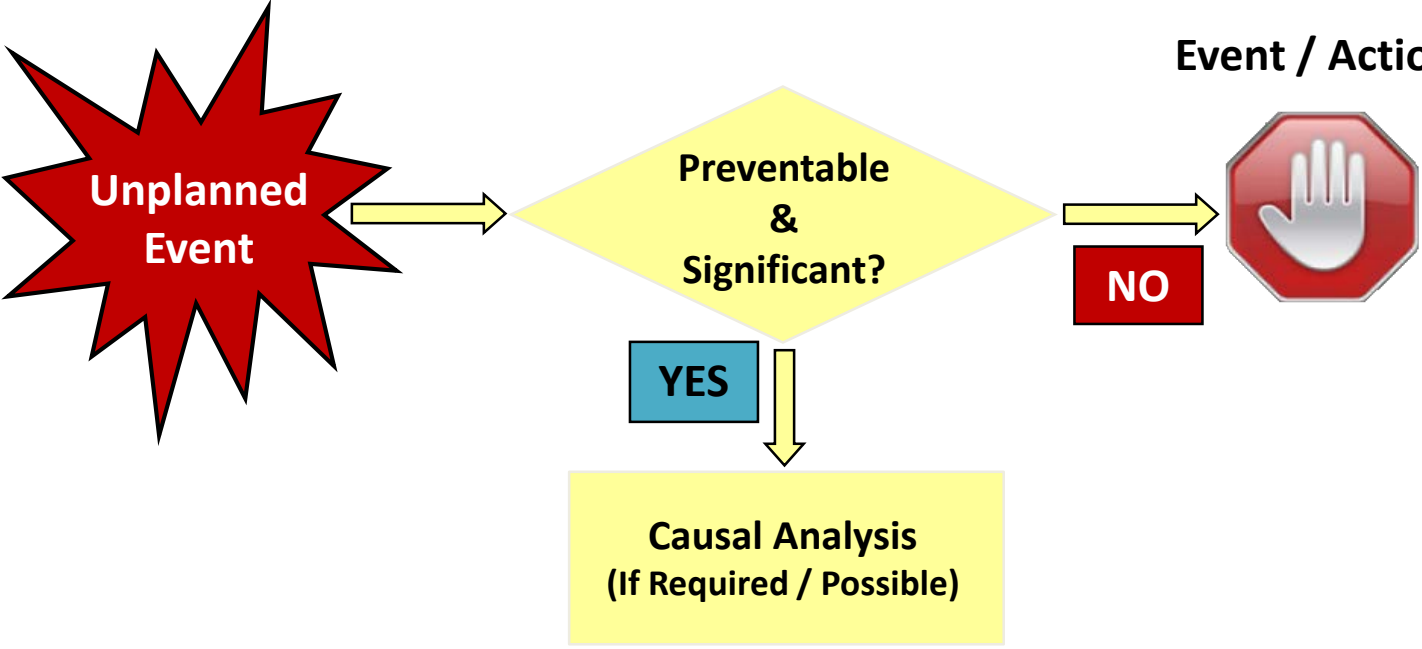 Event / Actio
Unplanned
Event
Preventable
&
Significant?
NO
YES
Causal Analysis
(If Required / Possible)